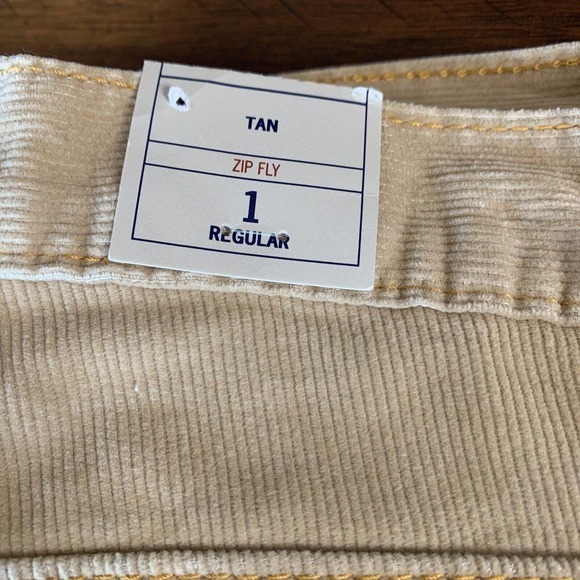 TAN
ZIP FLY
1
REGULAR